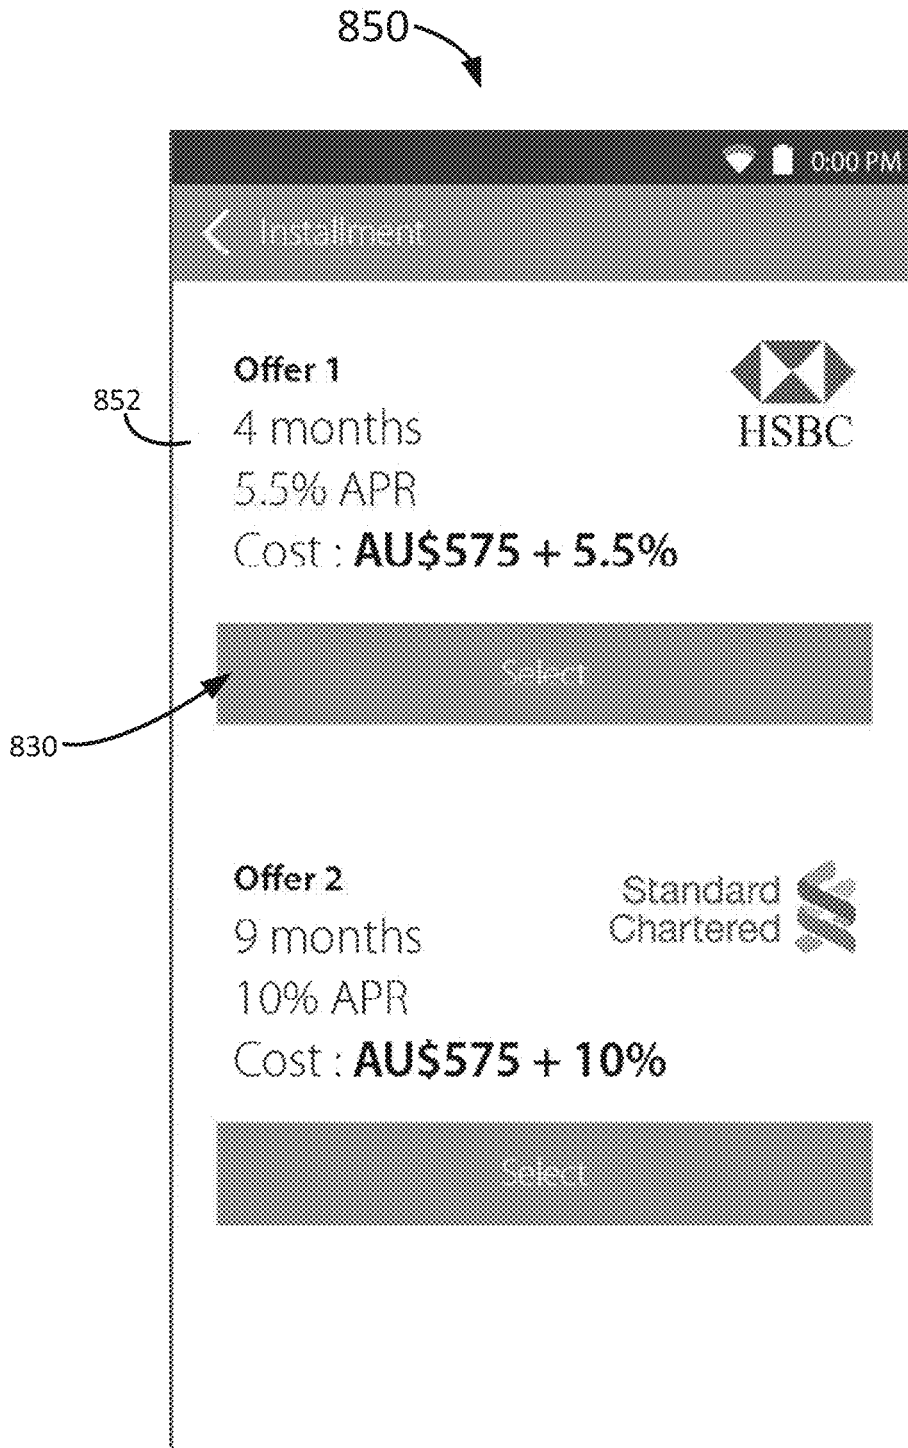 850
0:00 PM
Installment
Offer 1
852
4 months
HSBC
5.5% APR
Cost : AU$575 + 5.5%
Select
830
Offer 2
Standard
Chartered
9 months
10% APR
Cost : AU$575 + 10%
Select